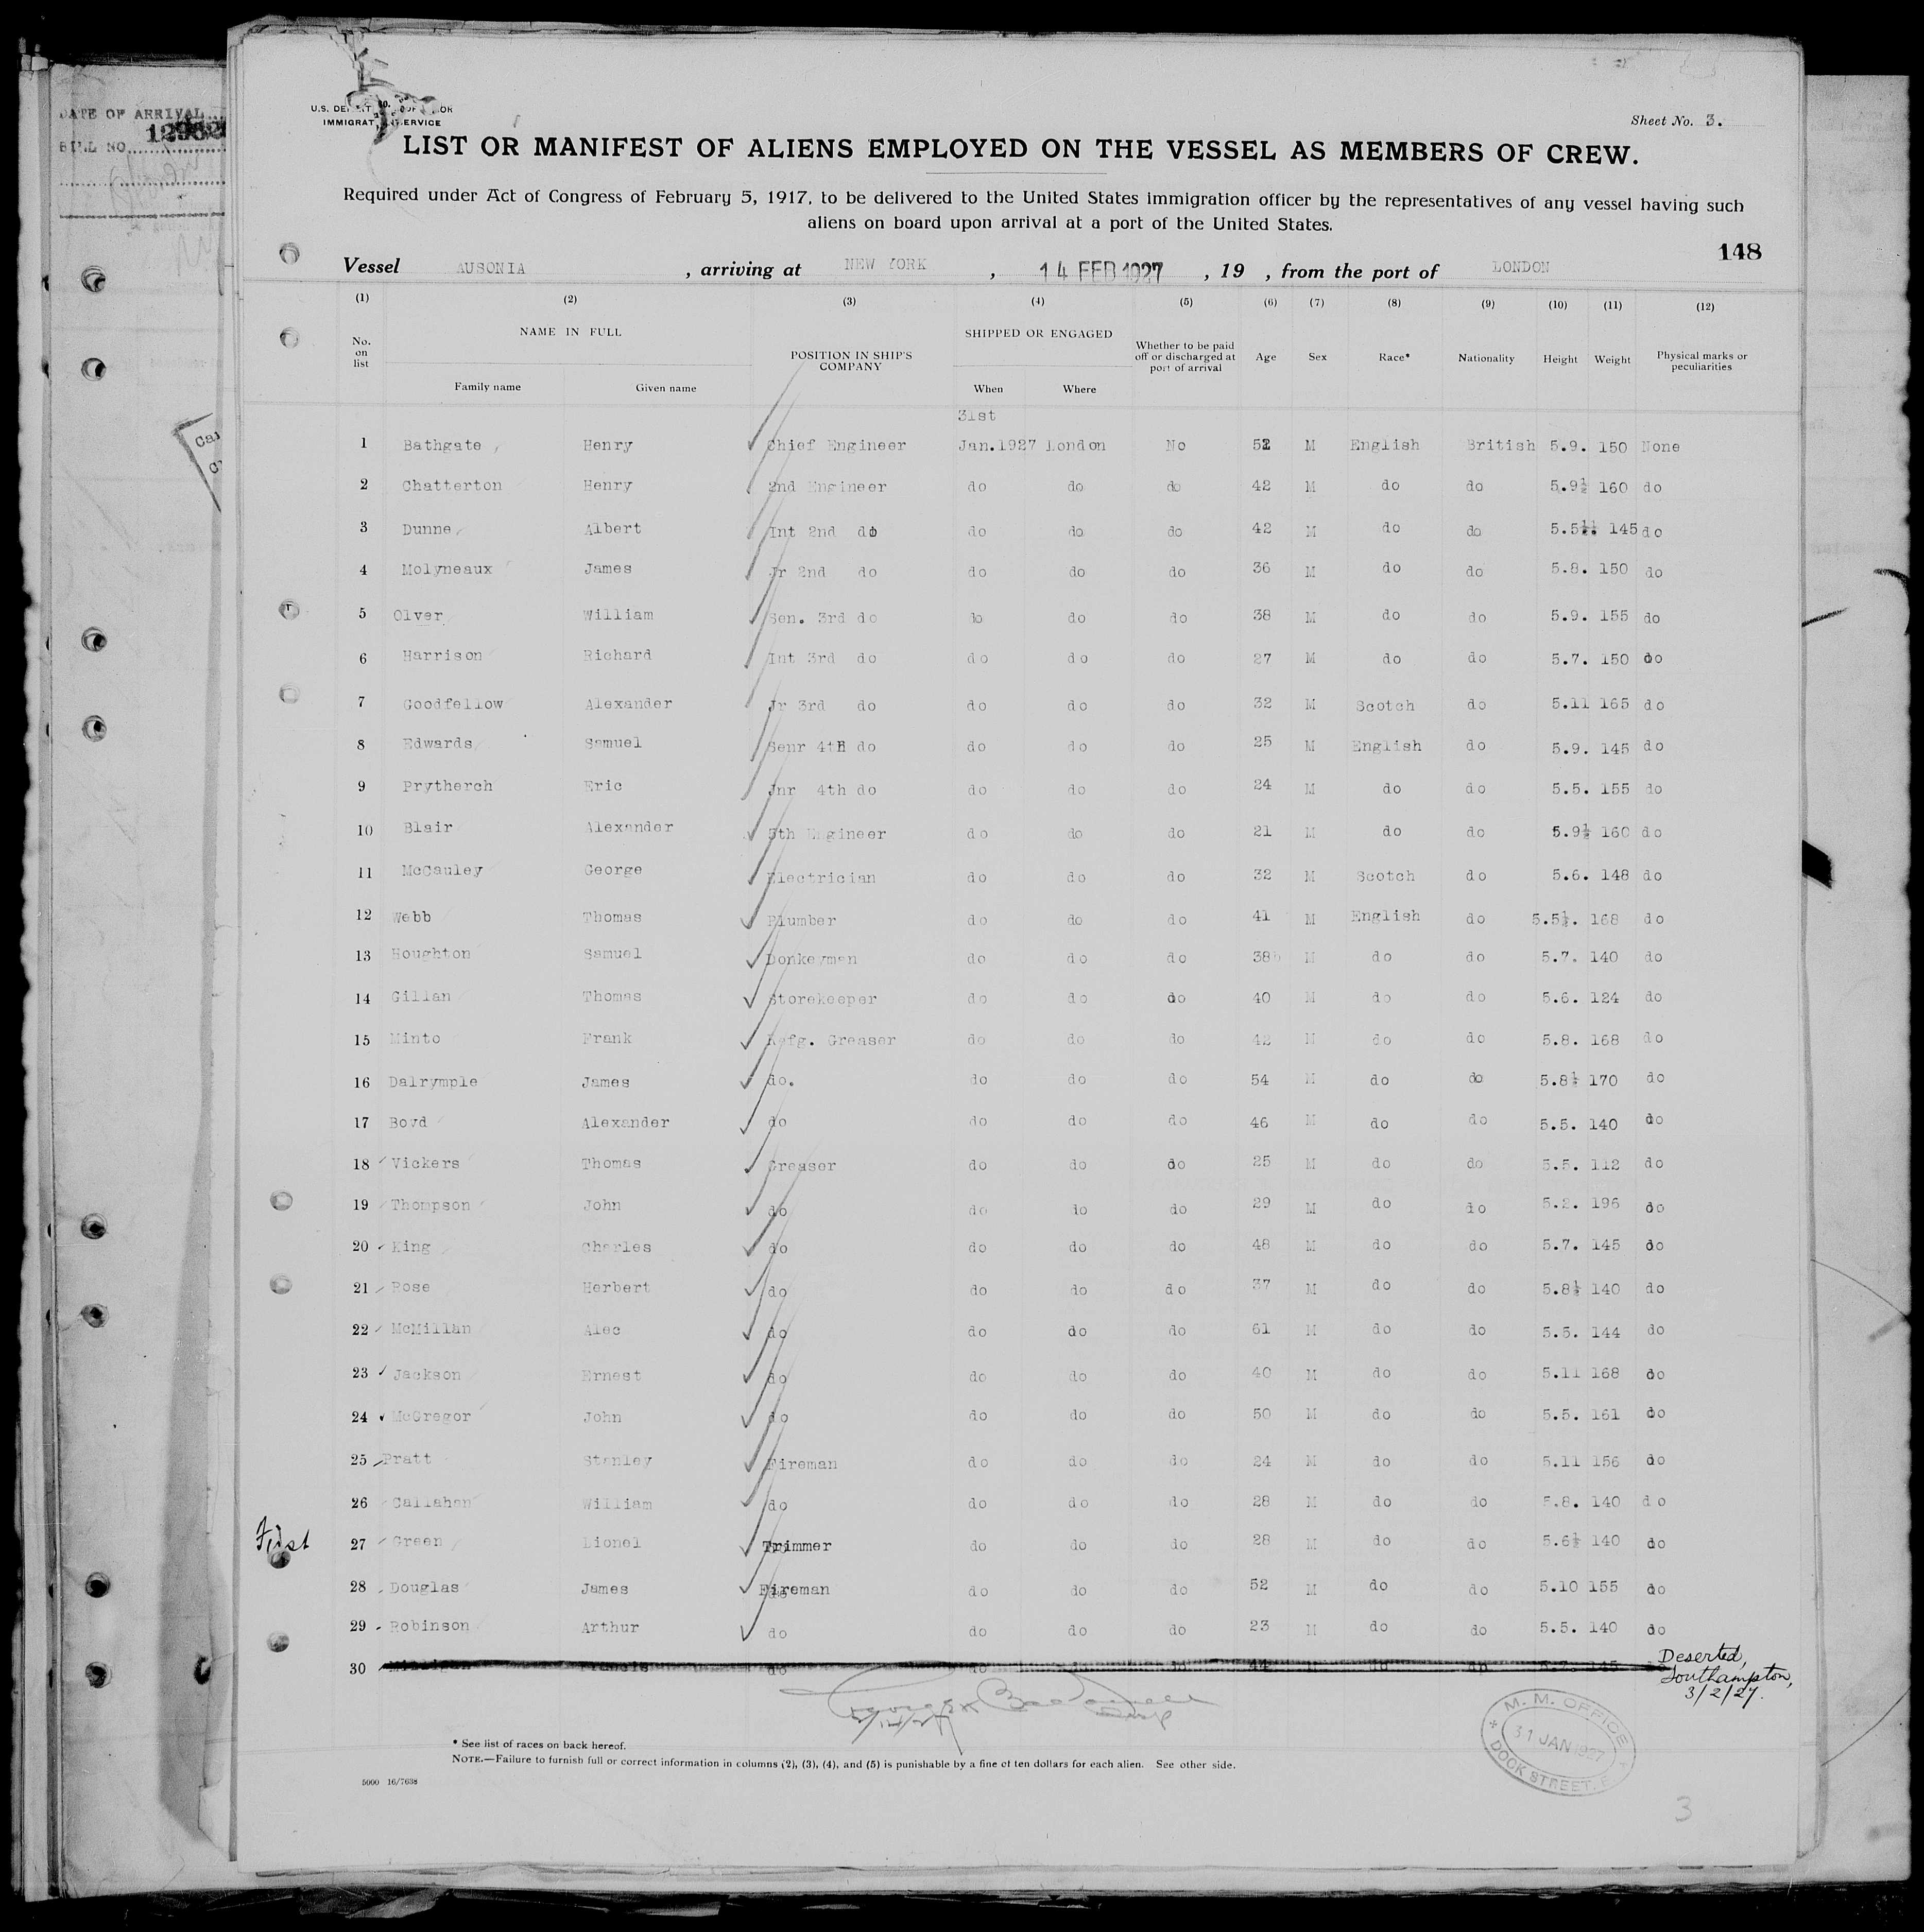 DATE OF ARRIVAL
BILL NO.
U.S. DEPARTMENT OF LABOR
IMMIGRATION SERVICE
Sheet No. 3.
LIST OR MANIFEST OF ALIENS EMPLOYED ON THE VESSEL AS MEMBERS OF CREW.
Required under Act of Congress of February 5, 1917, to be delivered to the United States immigration officer by the representatives of any vessel having such
aliens on board upon arrival at a port of the United States.
148
Vessel AUSONIA, arriving at NEW YORK, 14 FEB 1927, 19 , from the port of LONDON
(1) (2) (3) (4) (5) (6) (7) (8) (9) (10) (11) (12)
No. on list NAME IN FULL Family name Given name POSITION IN SHIP'S COMPANY SHIPPED OR ENGAGED When Where Whether to be paid off or discharged at port of arrival Age Sex Race* Nationality Height Weight Physical marks or peculiarities
31st
1 Bathgate Henry Chief Engineer Jan.1927 London No 52 M English British 5.9. 150 None
2 Chatterton Henry 2nd Engineer do do do 42 M do do 5.9½ 160 do
3 Dunne Albert Int 2nd do do do do 42 M do do 5.5½. 145 do
4 Molyneaux James Jr 2nd do do do do 36 M do do 5.8. 150 do
5 Olver William Sen. 3rd do do do do 38 M do do 5.9. 155 do
6 Harrison Richard Int 3rd do do do do 27 M do do 5.7. 150 do
7 Goodfellow Alexander Jr 3rd do do do do 32 M Scotch do 5.11 165 do
8 Edwards Samuel Senr 4th do do do do 25 M English do 5.9. 145 do
9 Prytherch Eric Jnr 4th do do do do 24 M do do 5.5. 155 do
10 Blair Alexander 5th Engineer do do do 21 M do do 5.9½ 160 do
11 McCauley George Electrician do do do 32 M Scotch do 5.6. 148 do
12 Webb Thomas Plumber do do do 41 M English do 5.5½. 168 do
13 Houghton Samuel Donkeyman do do do 38 M do do 5.7. 140 do
14 Gillan Thomas Storekeeper do do do 40 M do do 5.6. 124 do
15 Minto Frank Refg. Greaser do do do 42 M do do 5.8. 168 do
16 Dalrymple James do. do do do 54 M do do 5.8½ 170 do
17 Boyd Alexander do do do do 46 M do do 5.5. 140 do
18 Vickers Thomas Greaser do do do 25 M do do 5.5. 112 do
19 Thompson John do do do do 29 M do do 5.2. 196 do
20 King Charles do do do do 48 M do do 5.7. 145 do
21 Rose Herbert do do do do 37 M do do 5.8½ 140 do
22 McMillan Alec do do do do 61 M do do 5.5. 144 do
23 Jackson Ernest do do do do 40 M do do 5.11 168 do
24 McGregor John do do do do 50 M do do 5.5. 161 do
25 Pratt Stanley Fireman do do do 24 M do do 5.11 156 do
26 Callahan William do do do do 28 M do do 5.8. 140 do
First 27 Green Lionel Trimmer do do do 28 M do do 5.6½ 140 do
28 Douglas James Fireman do do do 52 M do do 5.10 155 do
29 Robinson Arthur do do do do 23 M do do 5.5. 140 do
30 Francis do do do 44 do do 5.7. 145
Deserted,
Southampton,
3/2/27.
2/14/27
M. M. OFFICE
31 JAN 1927
DOCK STREET. E
* See list of races on back hereof.
NOTE.—Failure to furnish full or correct information in columns (2), (3), (4), and (5) is punishable by a fine of ten dollars for each alien. See other side.
5000 16/7638
3